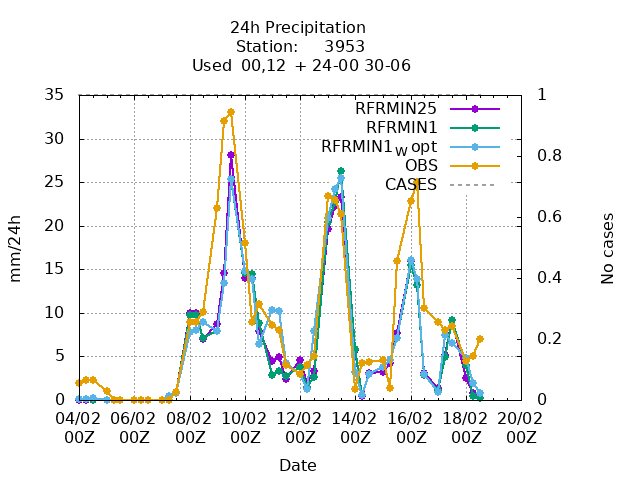 24h Precipitation
Station: 3953
Used 00,12 + 24-00 30-06
35
30
25
20
15
10
5
0
1
0.8
0.6
0.4
0.2
0
mm/24h
No cases
RFRMIN25
RFRMIN1
RFRMIN1w opt
OBS
CASES
04/02 06/02 08/02 10/02 12/02 14/02 16/02 18/02 20/02
00Z 00Z 00Z 00Z 00Z 00Z 00Z 00Z 00Z
Date